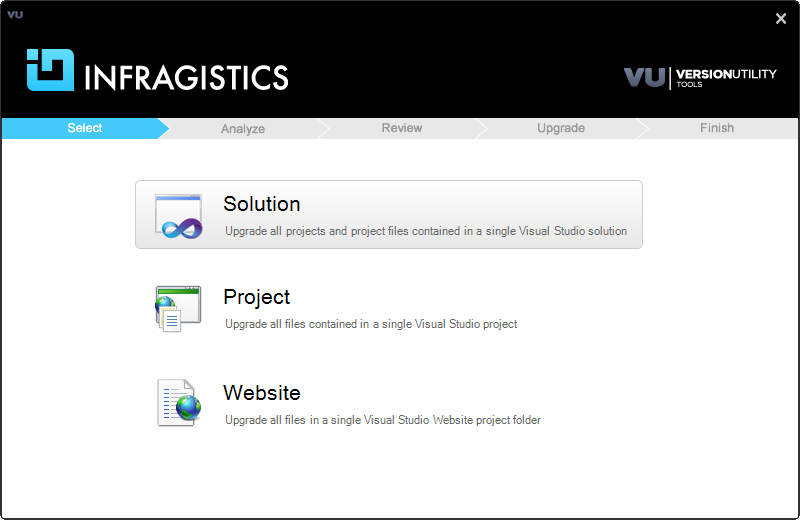 VU
INFRAGISTICS
VU VERSIONUTILITY
TOOLS
Select Analyze Review Upgrade Finish
Solution
Upgrade all projects and project files contained in a single Visual Studio solution
Project
Upgrade all files contained in a single Visual Studio project
Website
Upgrade all files in a single Visual Studio Website project folder